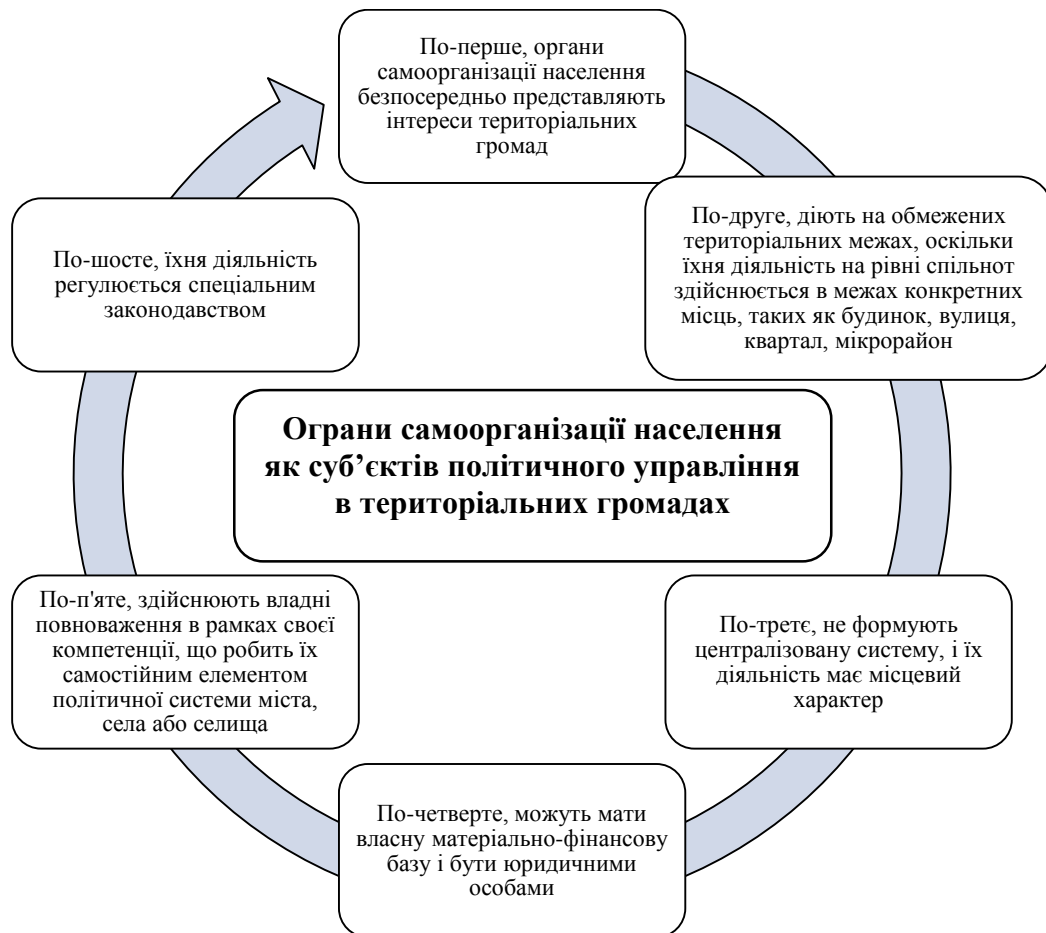 По-перше, органи
самоорганізації населення
безпосередньо представляють
інтереси територіальних
громад
По-друге, діють на обмежених
територіальних межах, оскільки
їхня діяльність на рівні спільнот
здійснюється в межах конкретних
місць, таких як будинок, вулиця,
квартал, мікрорайон
По-третє, не формують
централізовану систему, і їх
діяльність має місцевий
характер
По-четверте, можуть мати
власну матеріально-фінансову
базу і бути юридичними
особами
По-п'яте, здійснюють владні
повноваження в рамках своєї
компетенції, що робить їх
самостійним елементом
політичної системи міста,
села або селища
По-шосте, їхня діяльність
регулюється спеціальним
законодавством
Ограни самоорганізації населення
як суб’єктів політичного управління
в територіальних громадах